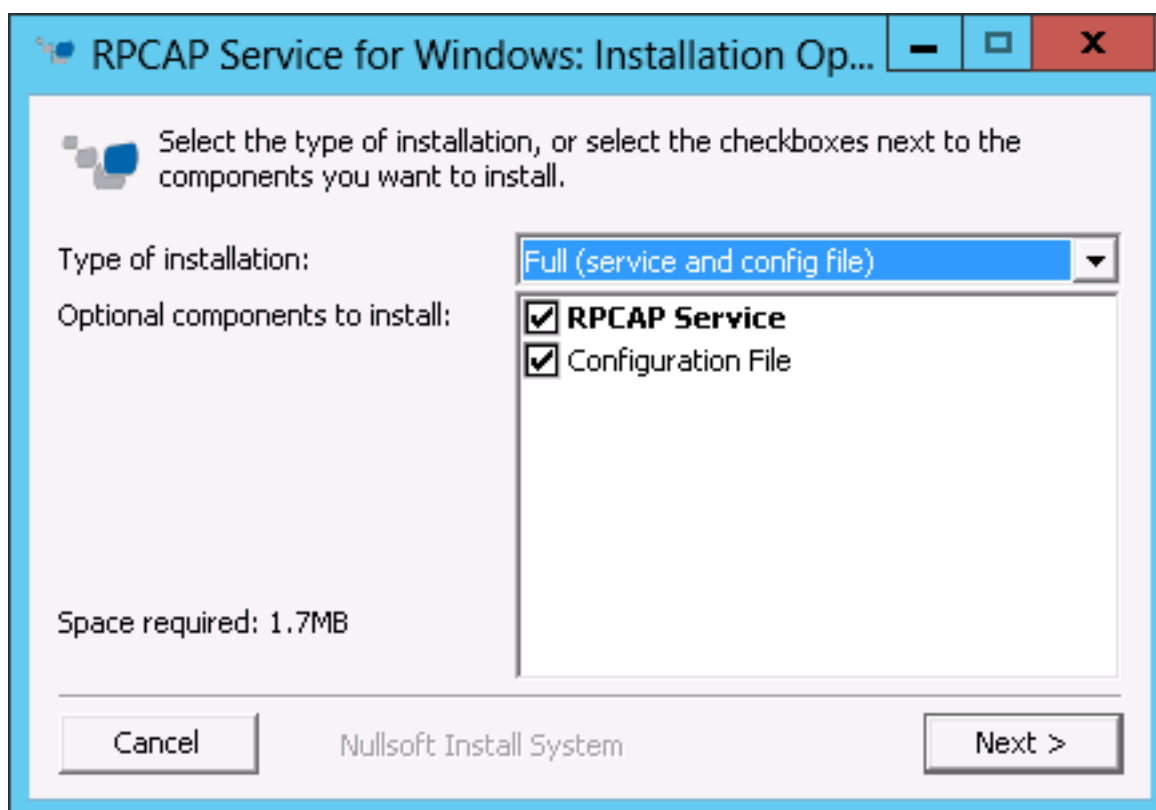 RPCAP Service for Windows: Installation Op...
Select the type of installation, or select the checkboxes next to the
components you want to install.
Type of installation:
Full (service and config file)
Optional components to install:
RPCAP Service
Configuration File
Space required: 1.7MB
Cancel
Nullsoft Install System
Next >